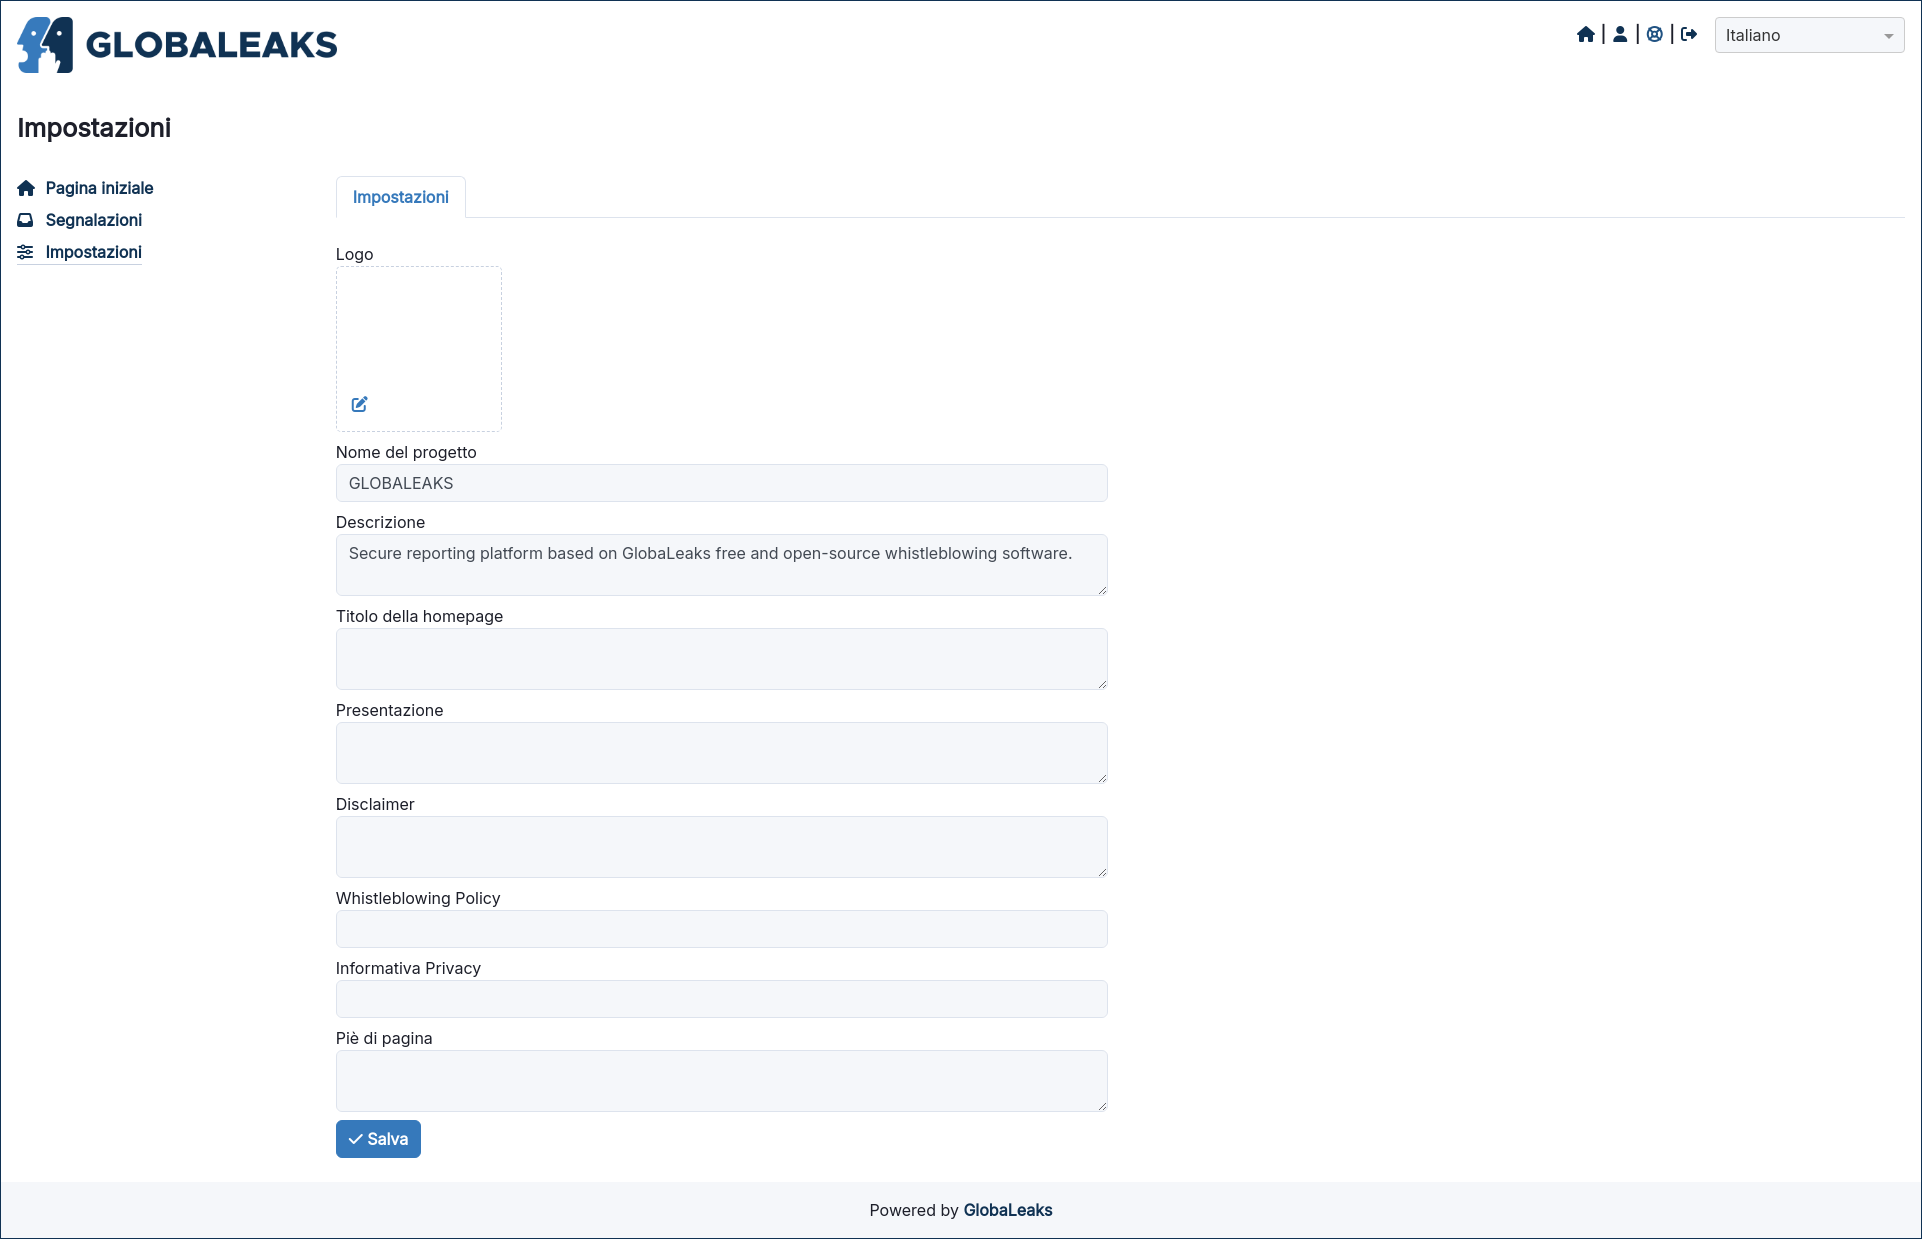 GLOBALEAKS
Italiano
Impostazioni
Pagina iniziale
Segnalazioni
Impostazioni
Impostazioni
Logo
Nome del progetto
GLOBALEAKS
Descrizione
Secure reporting platform based on GlobaLeaks free and open-source whistleblowing software.
Titolo della homepage
Presentazione
Disclaimer
Whistleblowing Policy
Informativa Privacy
Piè di pagina
Salva
Powered by GlobaLeaks